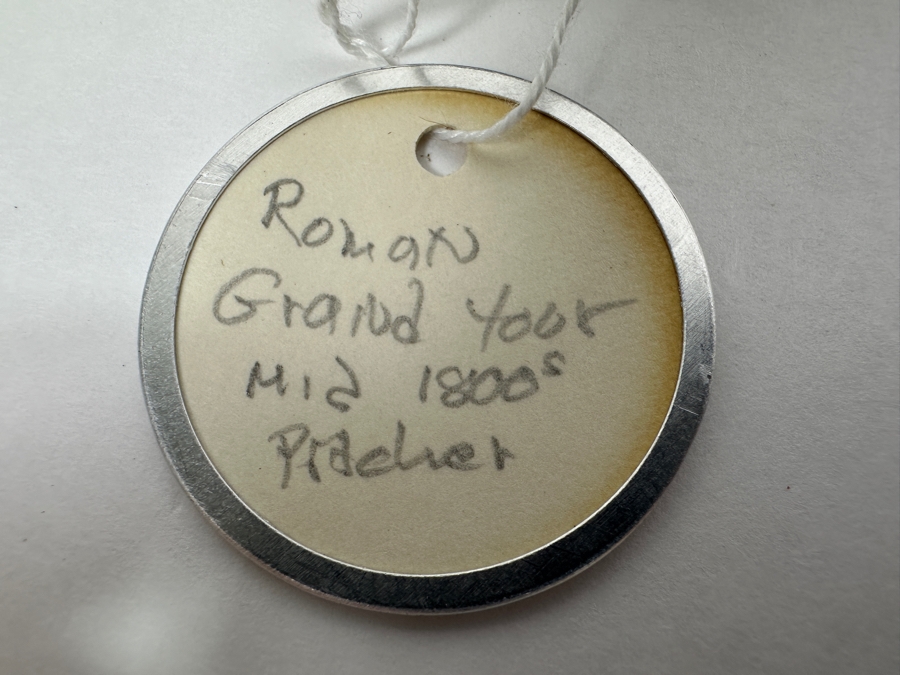 Roman
Grand Tour
Mid 1800s
Pitcher